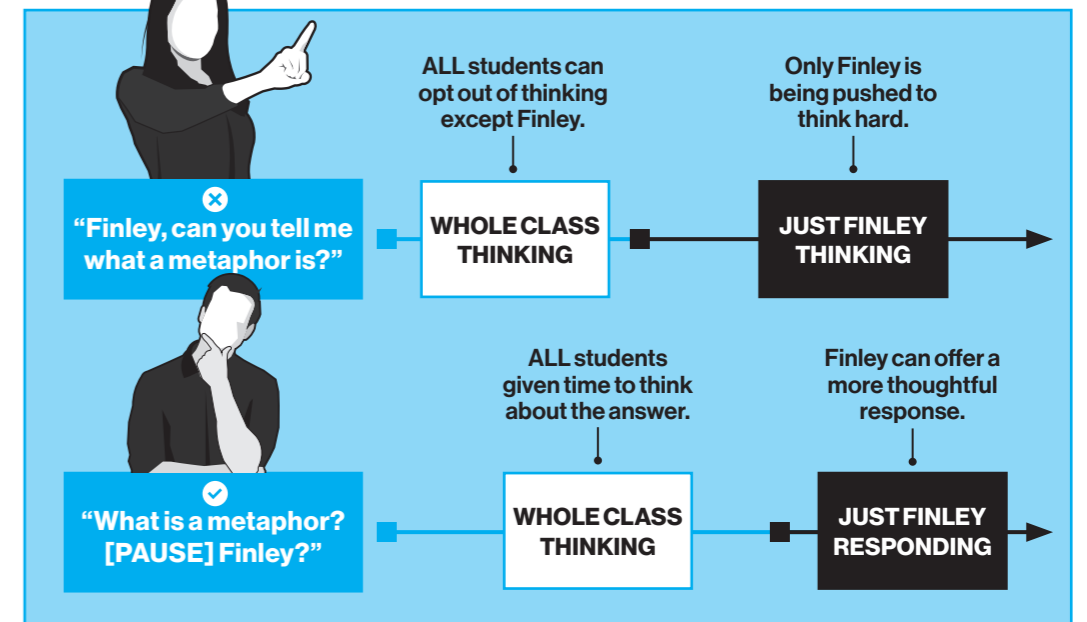 ALL students can
opt out of thinking
except Finley.
Only Finley is
being pushed to
think hard.
“Finley, can you tell me
what a metaphor is?”
WHOLE CLASS
THINKING
JUST FINLEY
THINKING
ALL students
given time to think
about the answer.
Finley can offer a
more thoughtful
response.
“What is a metaphor?
[PAUSE] Finley?”
WHOLE CLASS
THINKING
JUST FINLEY
RESPONDING